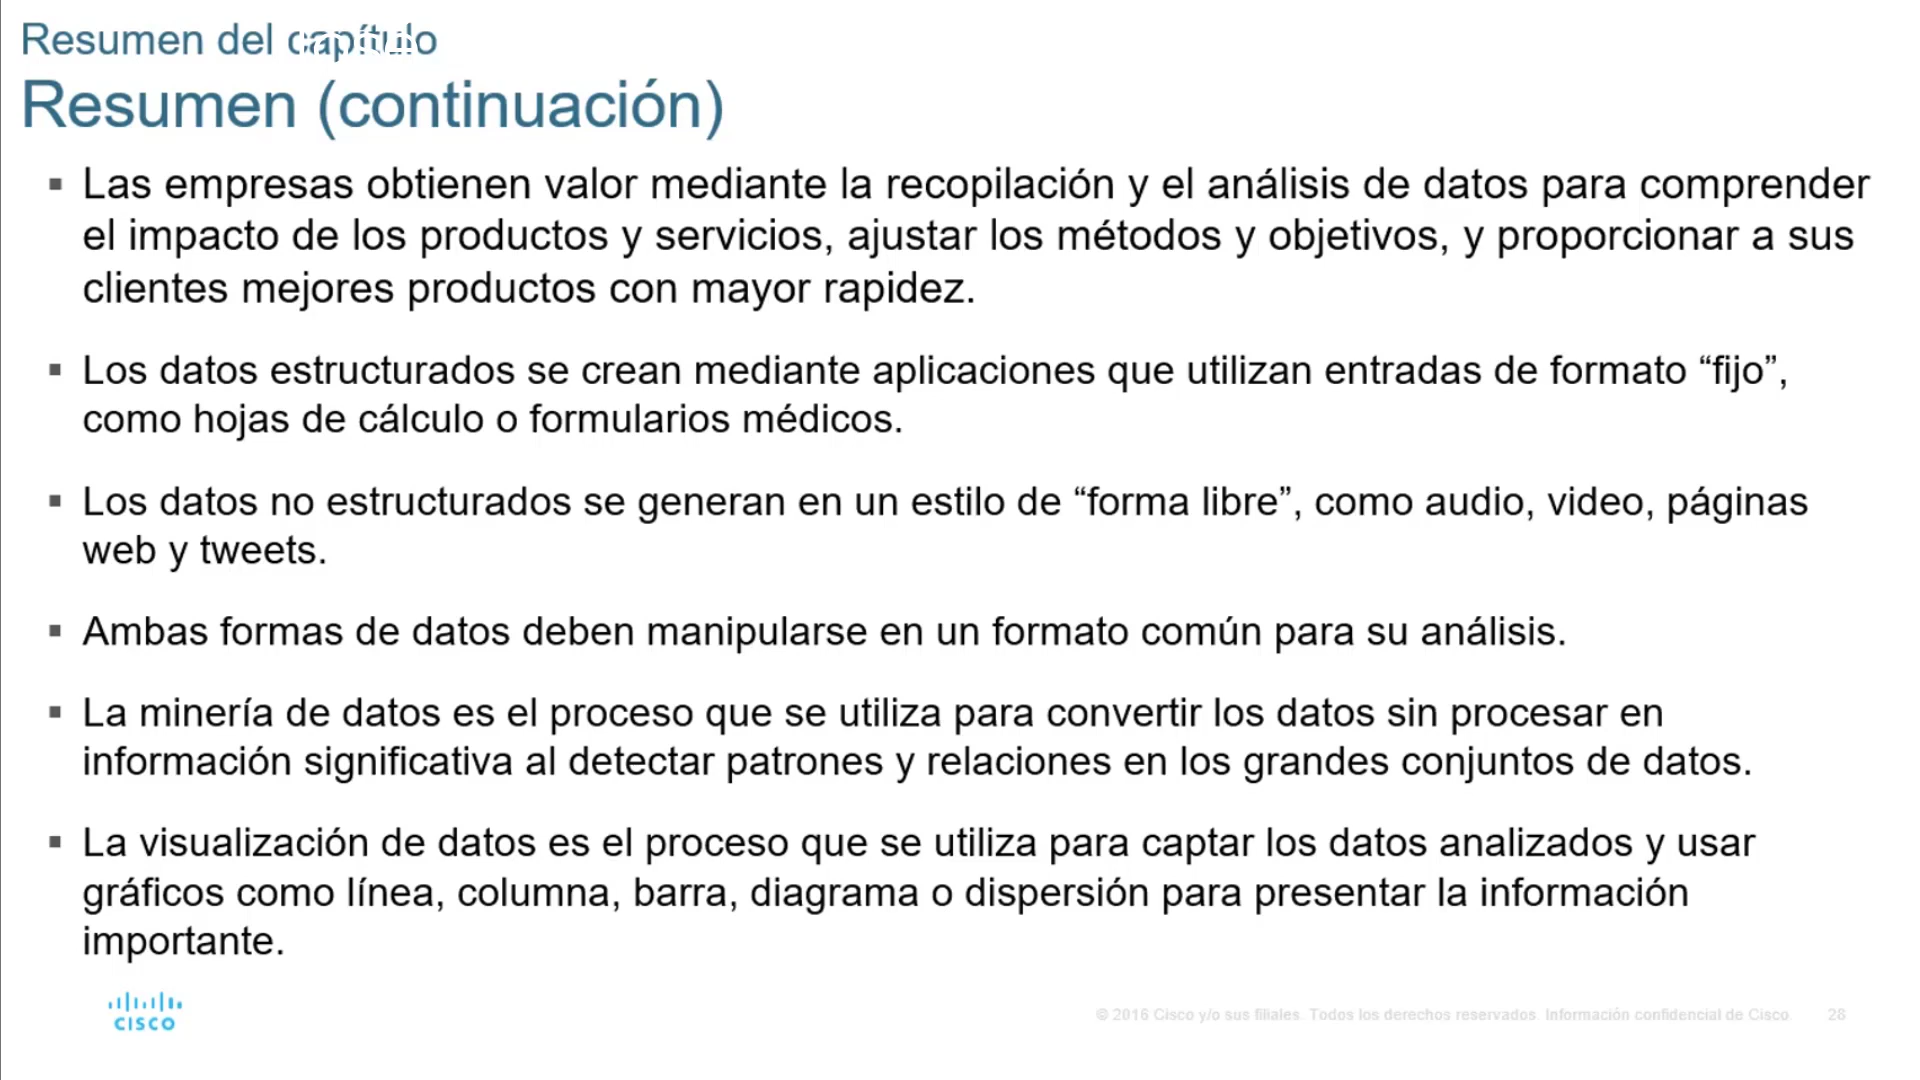 Resumen del capítulo
Resumen (continuación)
▪ Las empresas obtienen valor mediante la recopilación y el análisis de datos para comprender
el impacto de los productos y servicios, ajustar los métodos y objetivos, y proporcionar a sus
clientes mejores productos con mayor rapidez.
▪ Los datos estructurados se crean mediante aplicaciones que utilizan entradas de formato “fijo”,
como hojas de cálculo o formularios médicos.
▪ Los datos no estructurados se generan en un estilo de “forma libre”, como audio, video, páginas
web y tweets.
▪ Ambas formas de datos deben manipularse en un formato común para su análisis.
▪ La minería de datos es el proceso que se utiliza para convertir los datos sin procesar en
información significativa al detectar patrones y relaciones en los grandes conjuntos de datos.
▪ La visualización de datos es el proceso que se utiliza para captar los datos analizados y usar
gráficos como línea, columna, barra, diagrama o dispersión para presentar la información
importante.
CISCO
© 2016 Cisco y/o sus filiales. Todos los derechos reservados. Información confidencial de Cisco. 28